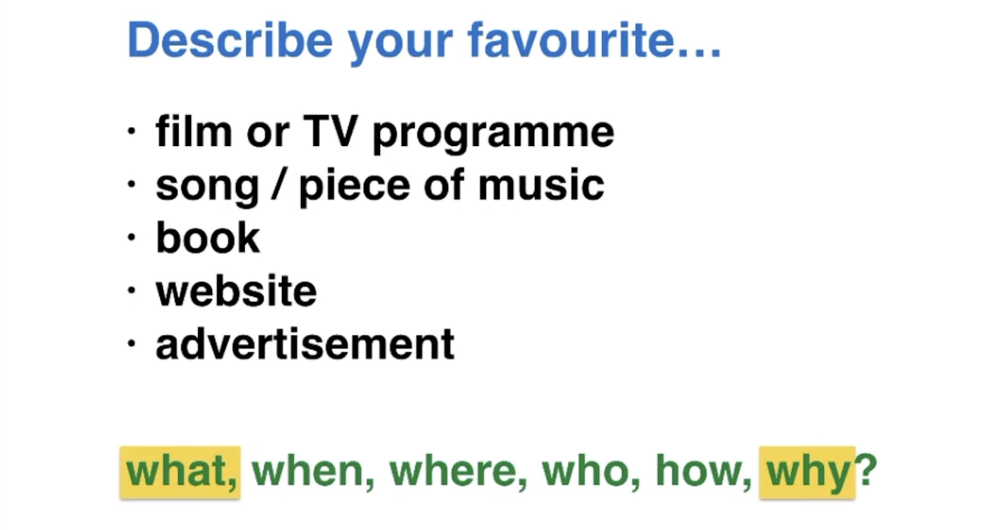 Describe your favourite…
· film or TV programme
· song / piece of music
· book
· website
· advertisement
what, when, where, who, how, why?